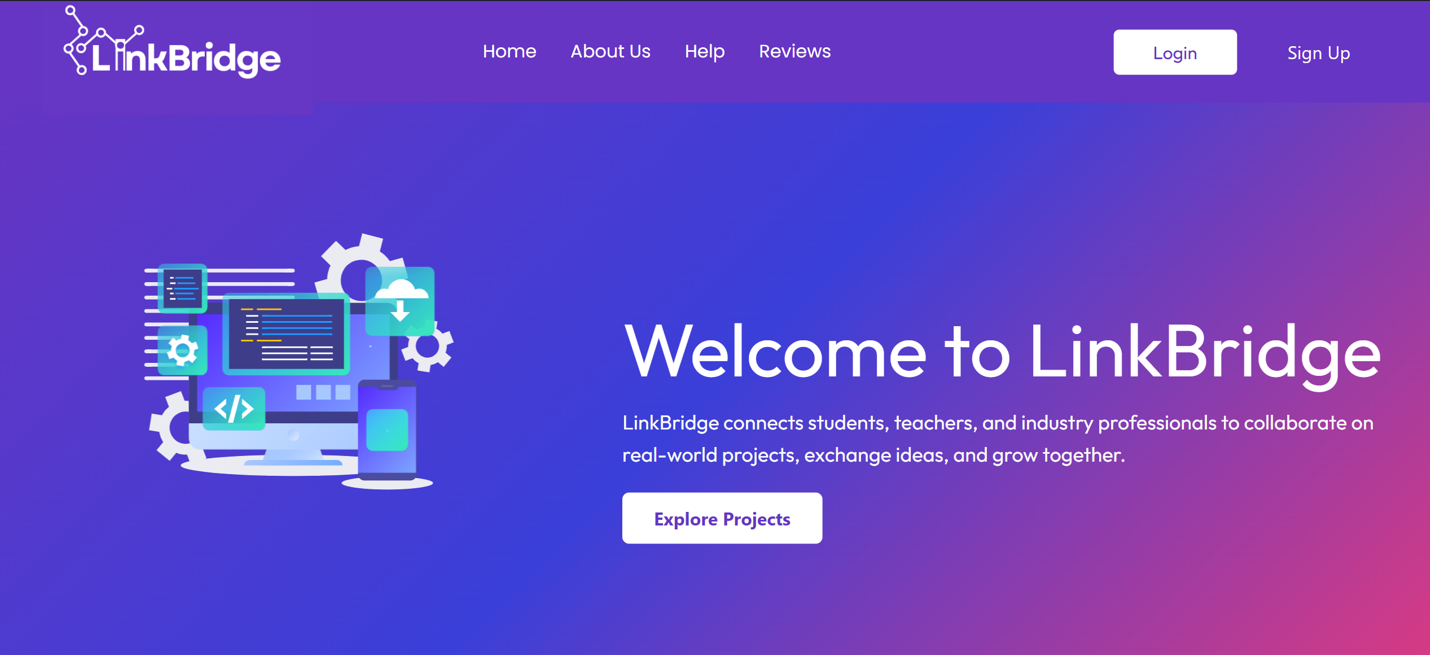 LinkBridge
Home About Us Help Reviews
Login Sign Up
</>
Welcome to LinkBridge
LinkBridge connects students, teachers, and industry professionals to collaborate on
real-world projects, exchange ideas, and grow together.
Explore Projects